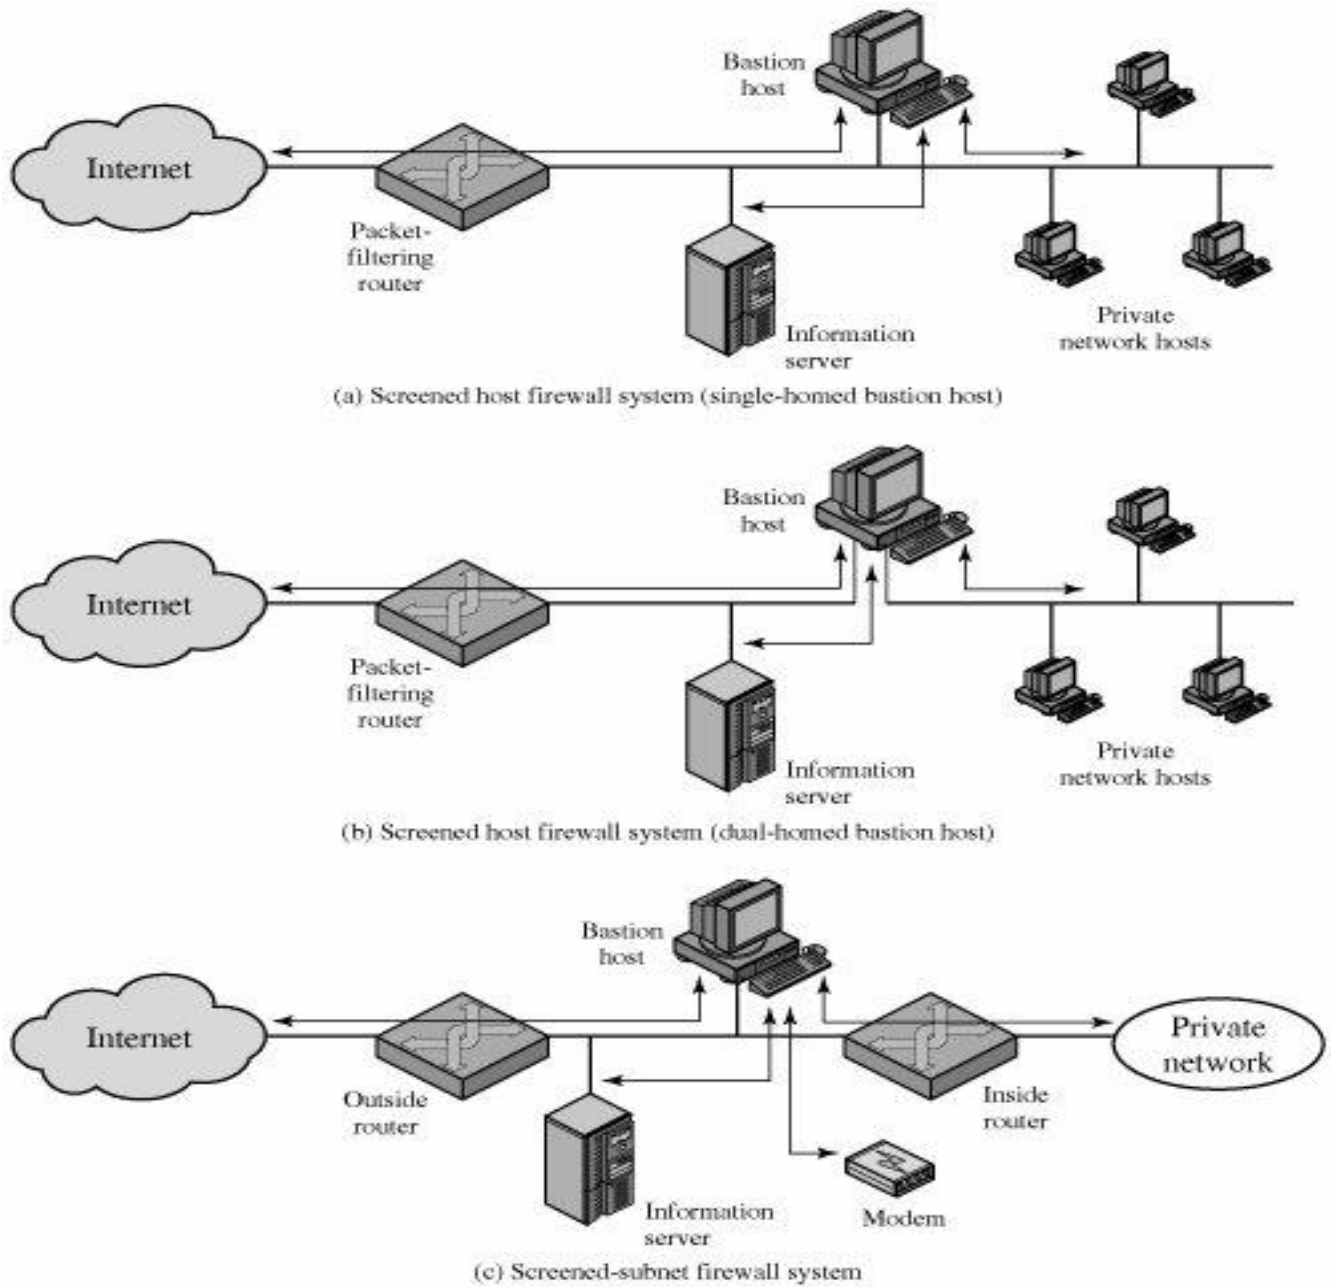 Bastion
host
Internet
Packet-
filtering
router
Information
server
Private
network hosts
(a) Screened host firewall system (single-homed bastion host)
Bastion
host
Internet
Packet-
filtering
router
Information
server
Private
network hosts
(b) Screened host firewall system (dual-homed bastion host)
Bastion
host
Internet
Outside
router
Information
server
Modem
Inside
router
Private
network
(c) Screened-subnet firewall system